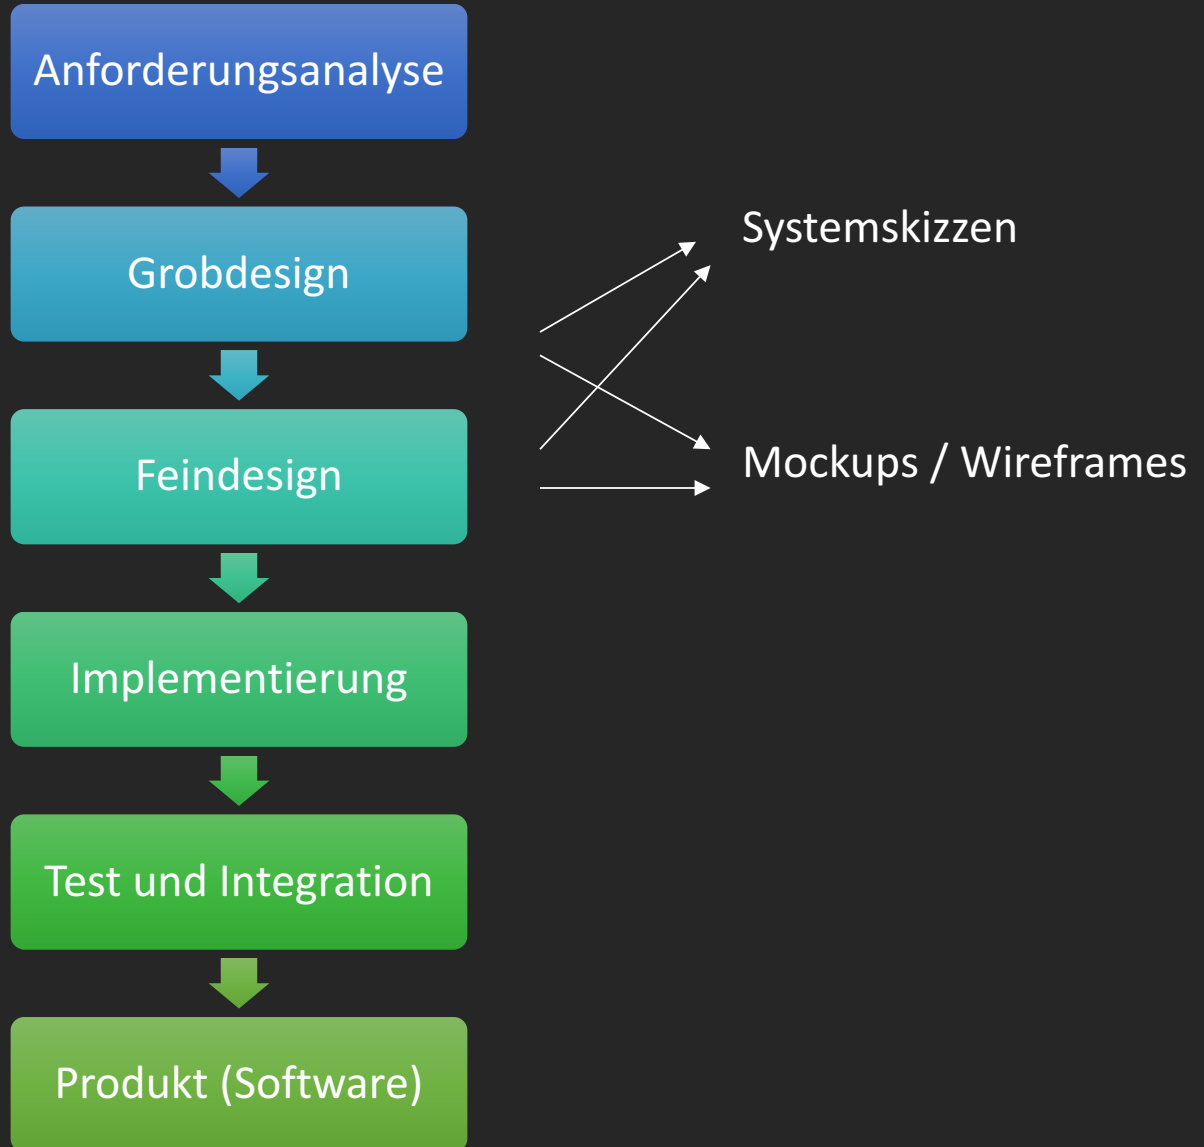 Anforderungsanalyse
Grobdesign
Systemskizzen
Feindesign
Mockups / Wireframes
Implementierung
Test und Integration
Produkt (Software)